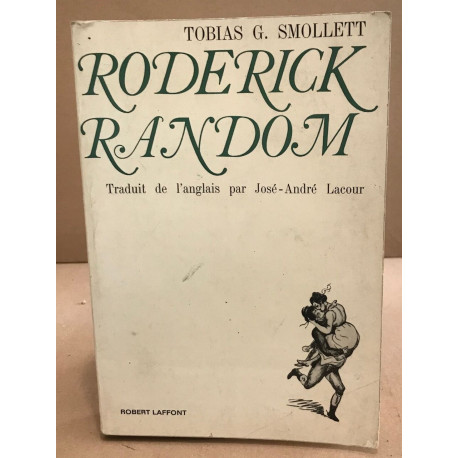 TOBIAS G. SMOLLETT
RODERICK
RANDOM
Traduit de l'anglais par José-André Lacour
ROBERT LAFFONT